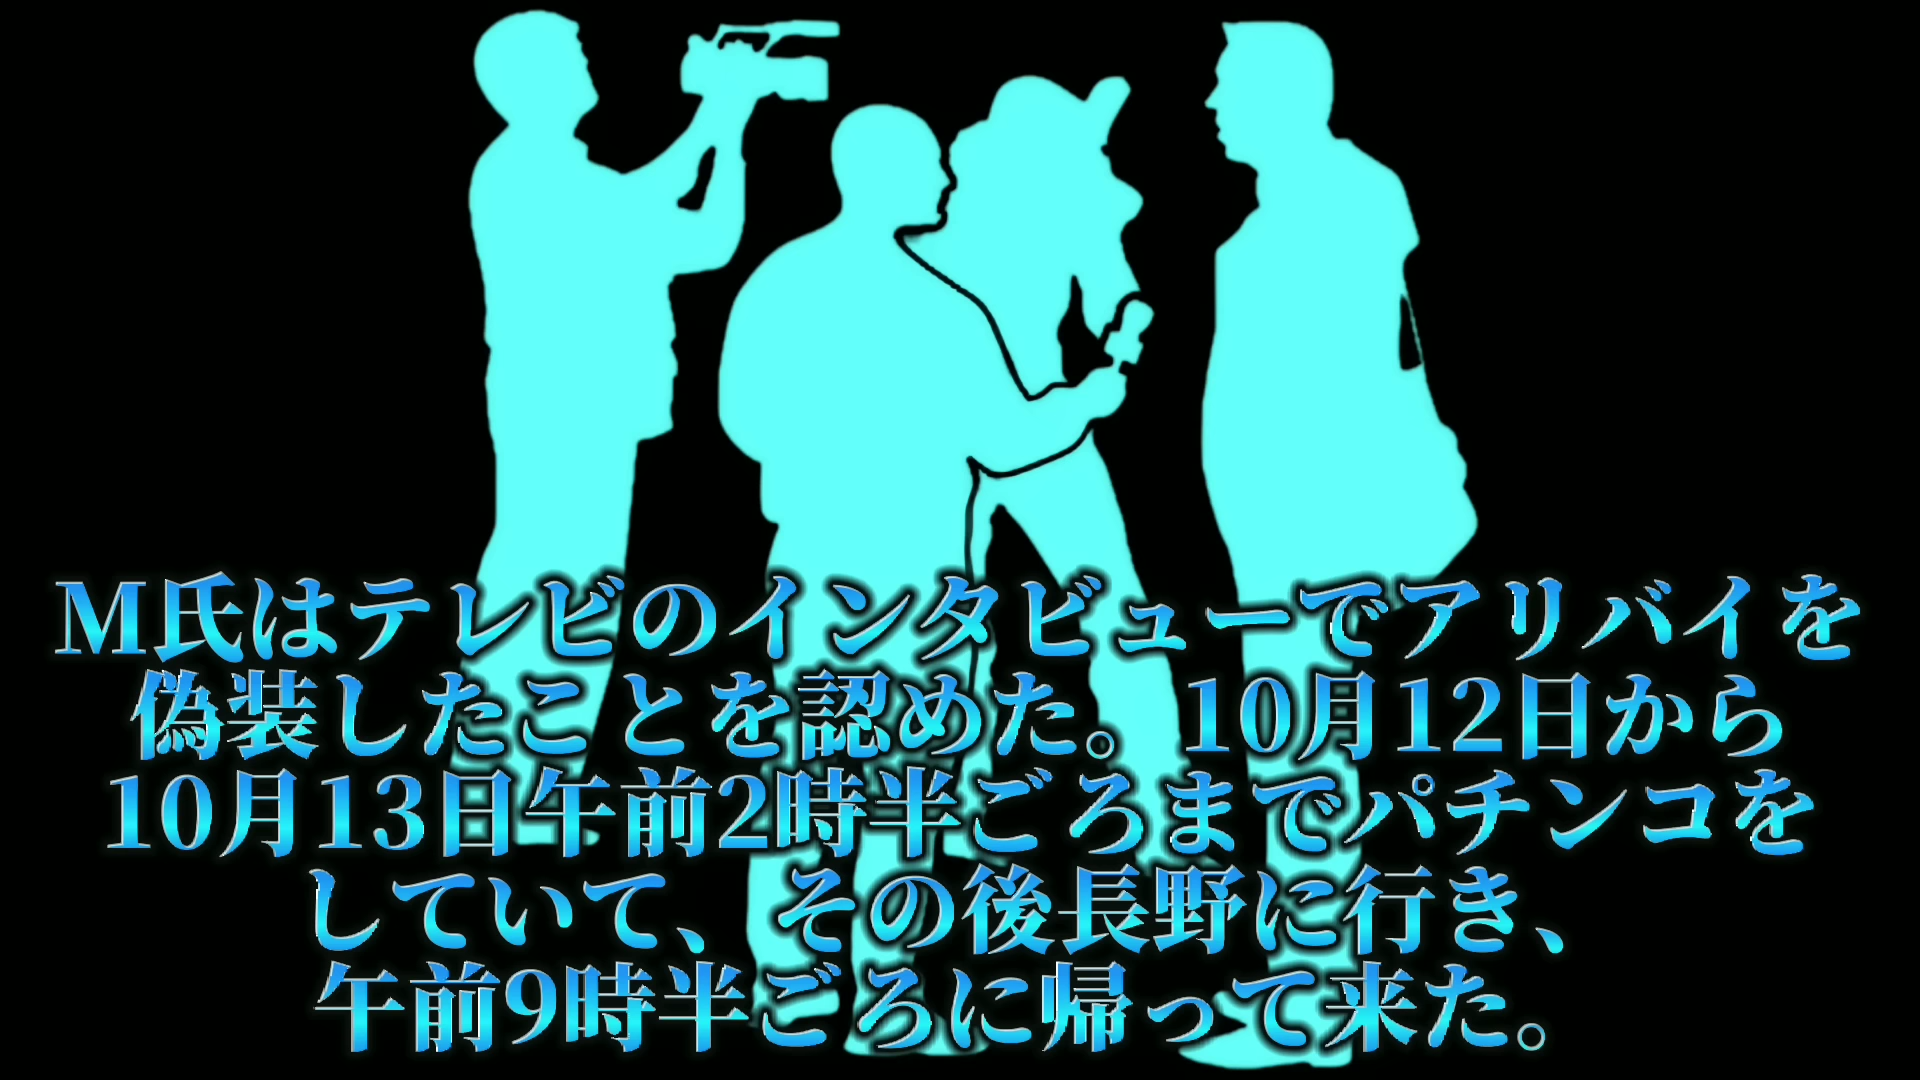 M氏はテレビのインタビューでアリバイを
偽装したことを認めた。10月12日から
10月13日午前2時半ごろまでパチンコを
していて、その後長野に行き、
午前9時半ごろに帰って来た。